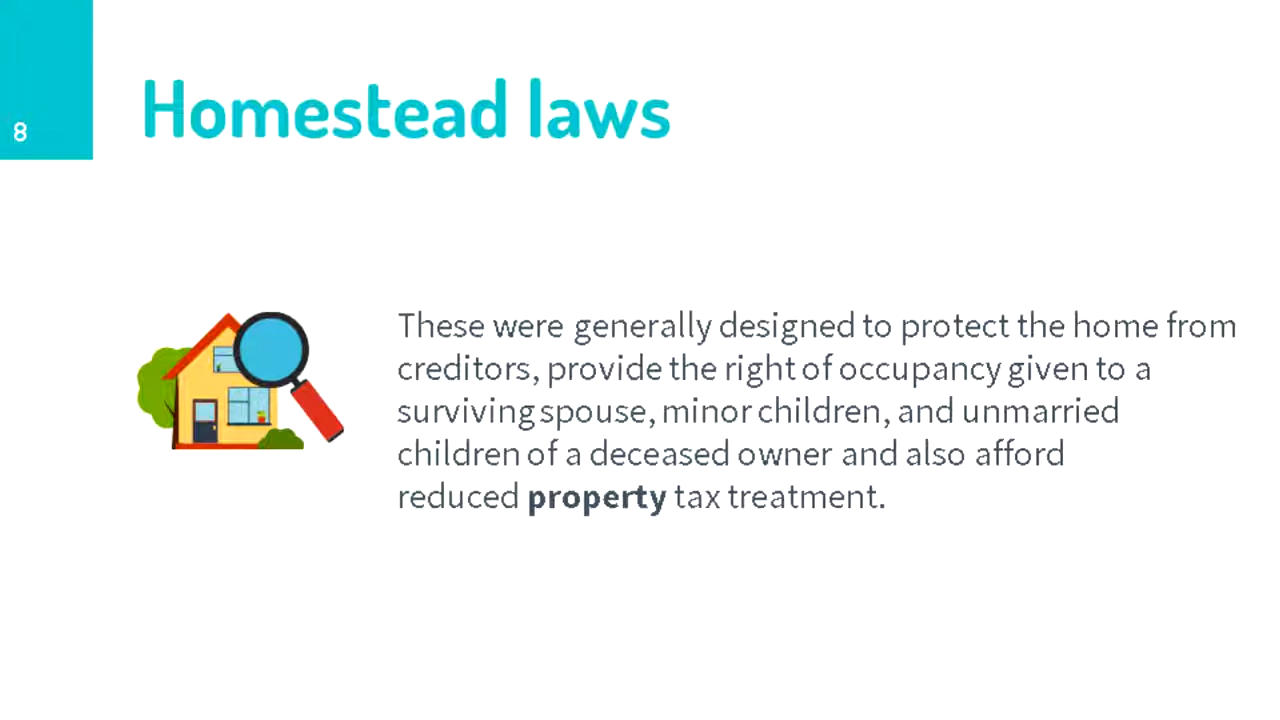 8
Homestead laws
These were generally designed to protect the home from
creditors, provide the right of occupancy given to a
surviving spouse, minor children, and unmarried
children of a deceased owner and also afford
reduced property tax treatment.